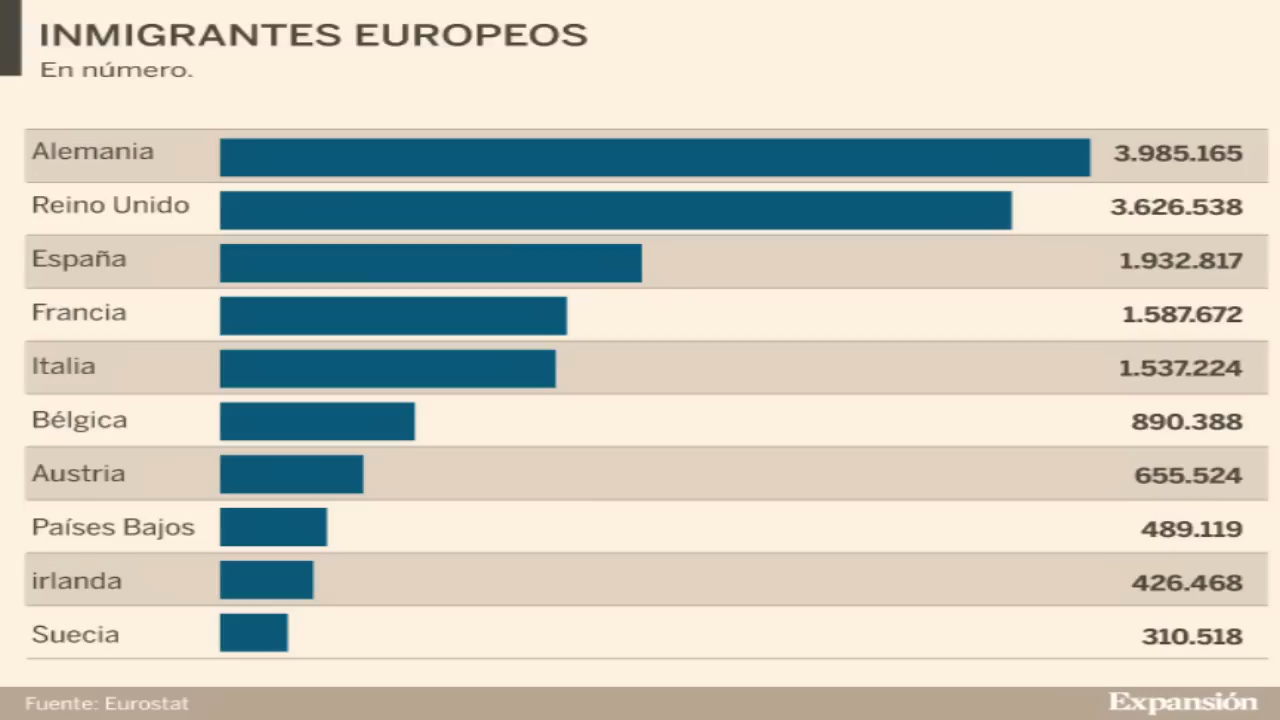 INMIGRANTES EUROPEOS
En número.
Alemania 3.985.165
Reino Unido 3.626.538
España 1.932.817
Francia 1.587.672
Italia 1.537.224
Bélgica 890.388
Austria 655.524
Países Bajos 489.119
irlanda 426.468
Suecia 310.518
Fuente: Eurostat Expansión